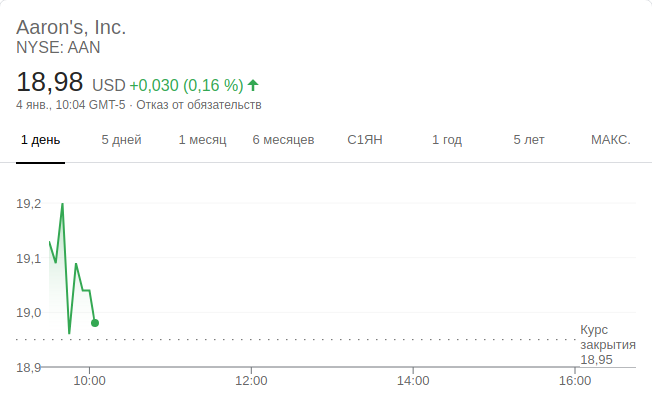 Aaron's, Inc.
NYSE: AAN
18,98 USD +0,030 (0,16 %)
4 янв., 10:04 GMT-5 · Отказ от обязательств
1 день 5 дней 1 месяц 6 месяцев С1ЯН 1 год 5 лет МАКС.
19,2
19,1
19,0
Курс
закрытия
18,95
18,9
10:00 12:00 14:00 16:00